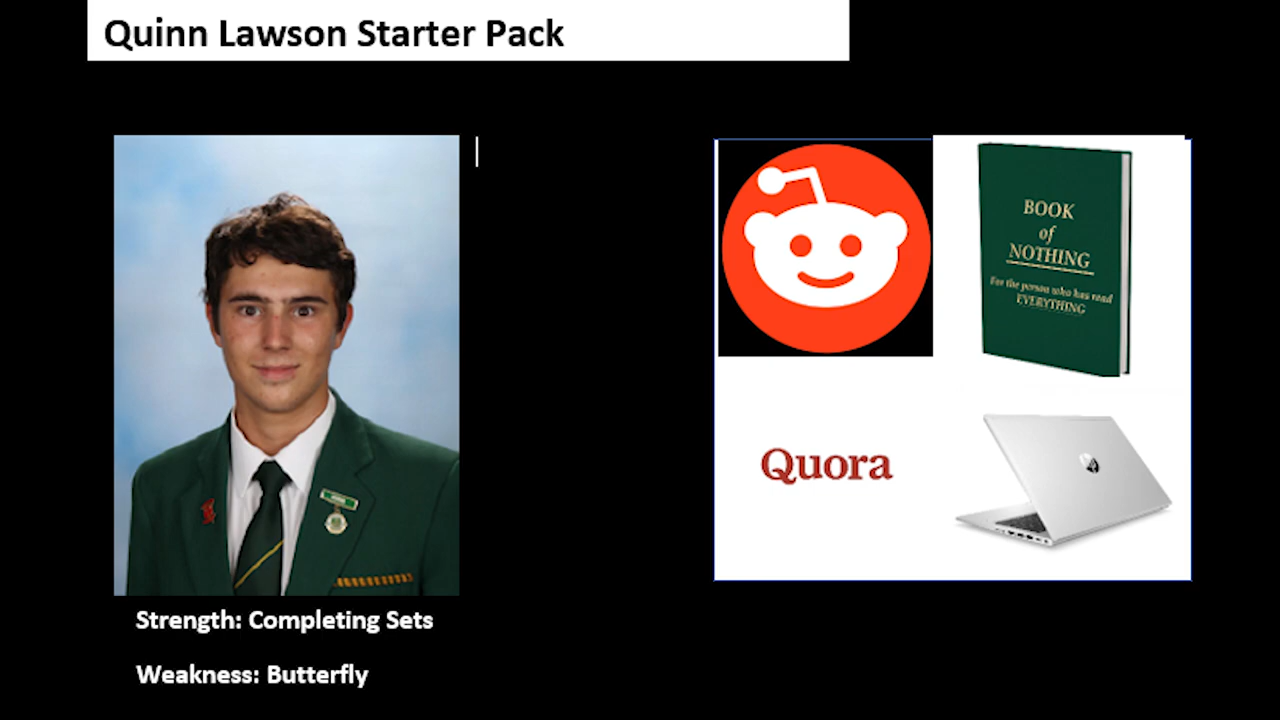 Quinn Lawson Starter Pack
BOOK
of
NOTHING
For the person who has read
EVERYTHING
Quora
Strength: Completing Sets
Weakness: Butterfly